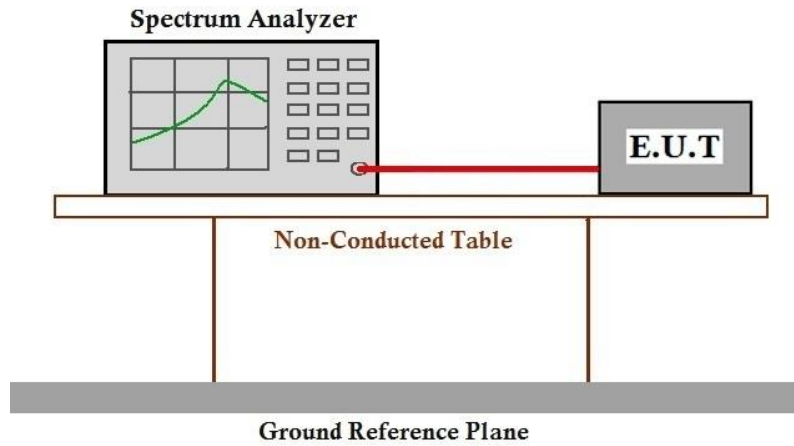 Spectrum Analyzer
E.U.T
Non-Conducted Table
Ground Reference Plane